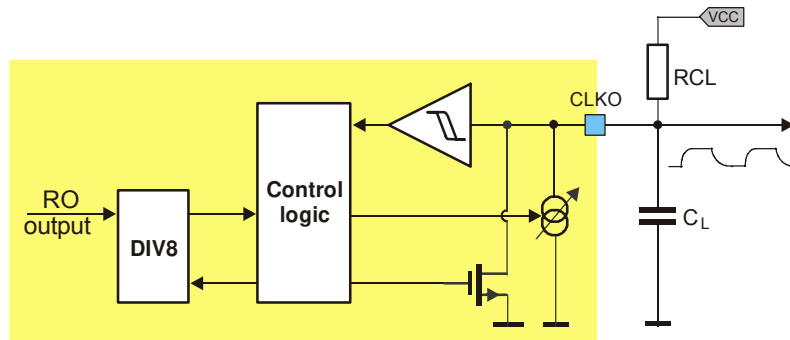 VCC
RCL
CLKO
RO
output
DIV8
Control
logic
CL